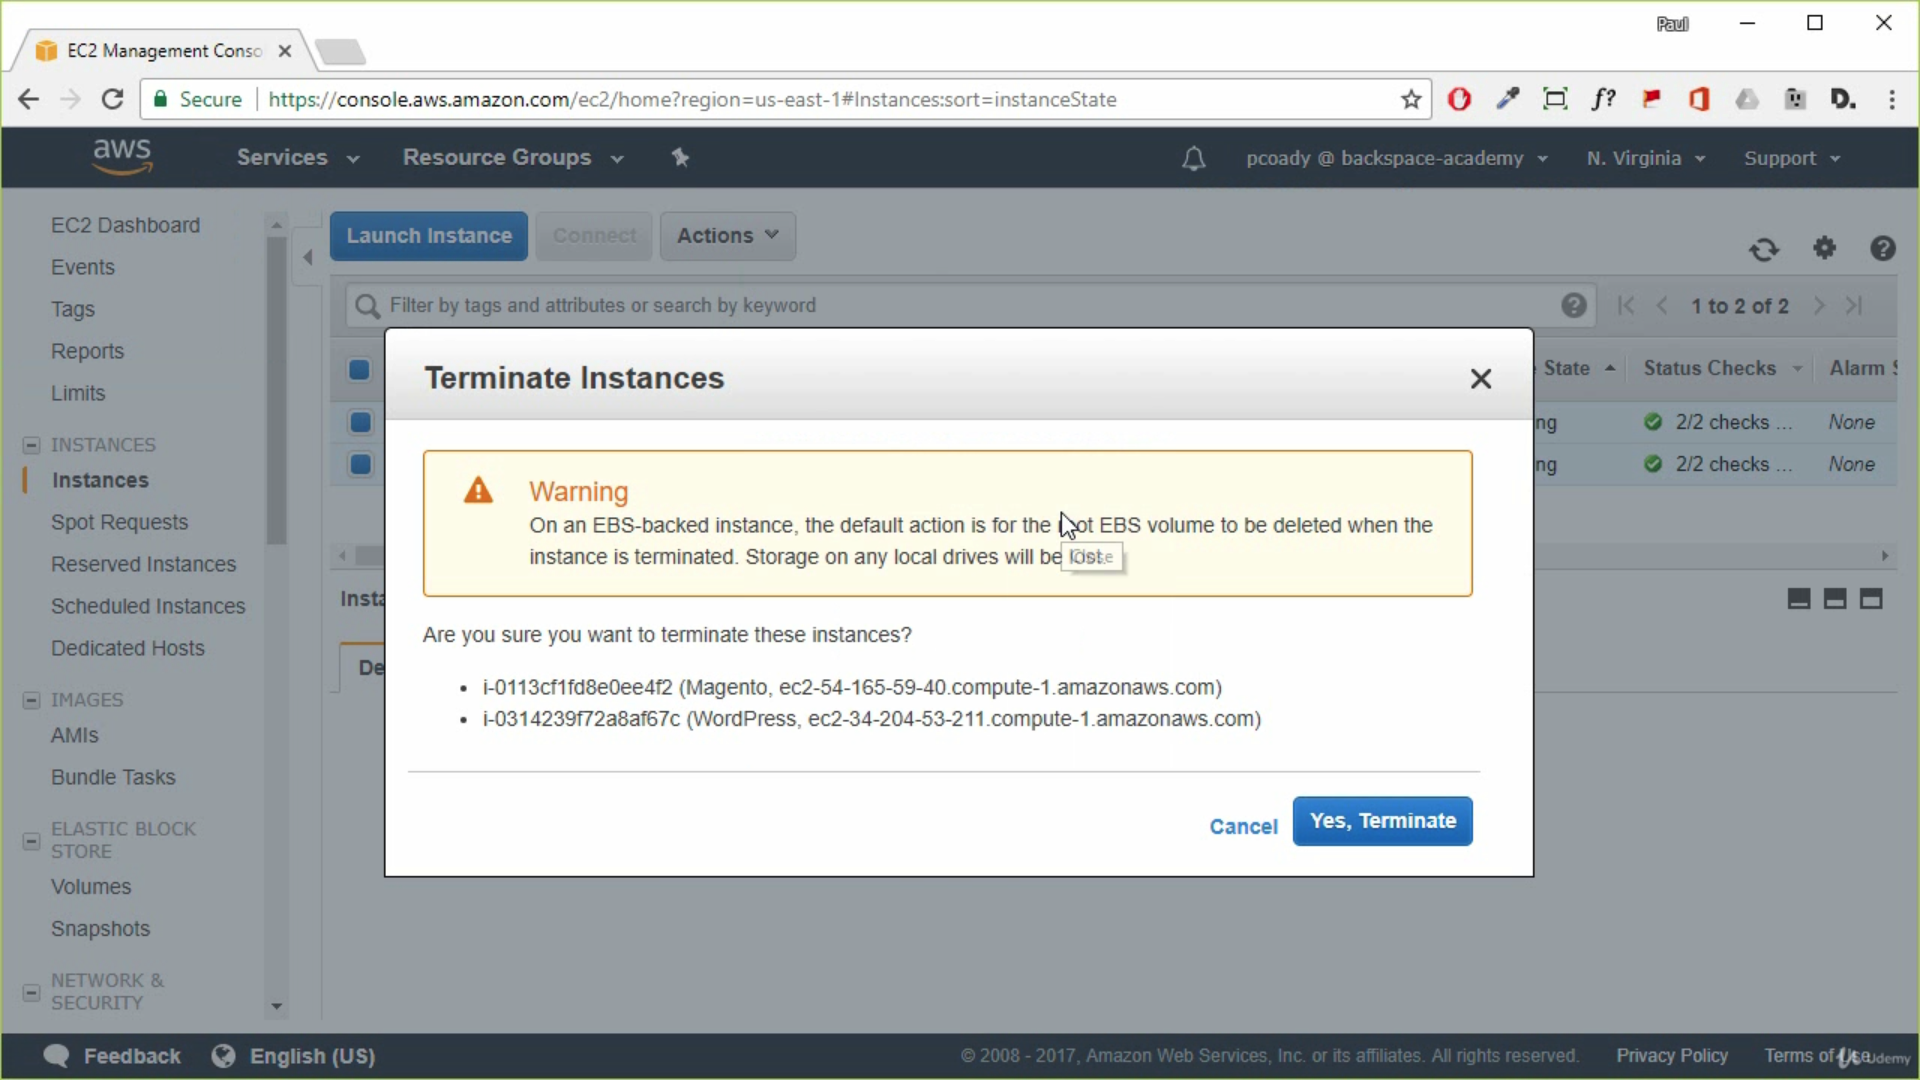 Paul
EC2 Management Conso
Secure
https://console.aws.amazon.com/ec2/home?region=us-east-1#Instances:sort=instanceState
f?
D.
aws
Services
Resource Groups
pcoady @ backspace-academy
N. Virginia
Support
EC2 Dashboard
Events
Tags
Reports
Limits
INSTANCES
Instances
Spot Requests
Reserved Instances
Scheduled Instances
Dedicated Hosts
IMAGES
AMIs
Bundle Tasks
ELASTIC BLOCK
STORE
Volumes
Snapshots
NETWORK &
SECURITY
Launch Instance
Connect
Actions
Filter by tags and attributes or search by keyword
1 to 2 of 2
State
Status Checks
Alarm S
ng
2/2 checks ...
None
ng
2/2 checks ...
None
Insta
De
Terminate Instances
Warning
On an EBS-backed instance, the default action is for the root EBS volume to be deleted when the
instance is terminated. Storage on any local drives will be lost.
Close
Are you sure you want to terminate these instances?
• i-0113cf1fd8e0ee4f2 (Magento, ec2-54-165-59-40.compute-1.amazonaws.com)
• i-0314239f72a8af67c (WordPress, ec2-34-204-53-211.compute-1.amazonaws.com)
Cancel
Yes, Terminate
Feedback
English (US)
© 2008 - 2017, Amazon Web Services, Inc. or its affiliates. All rights reserved.
Privacy Policy
Terms of Use
Udemy